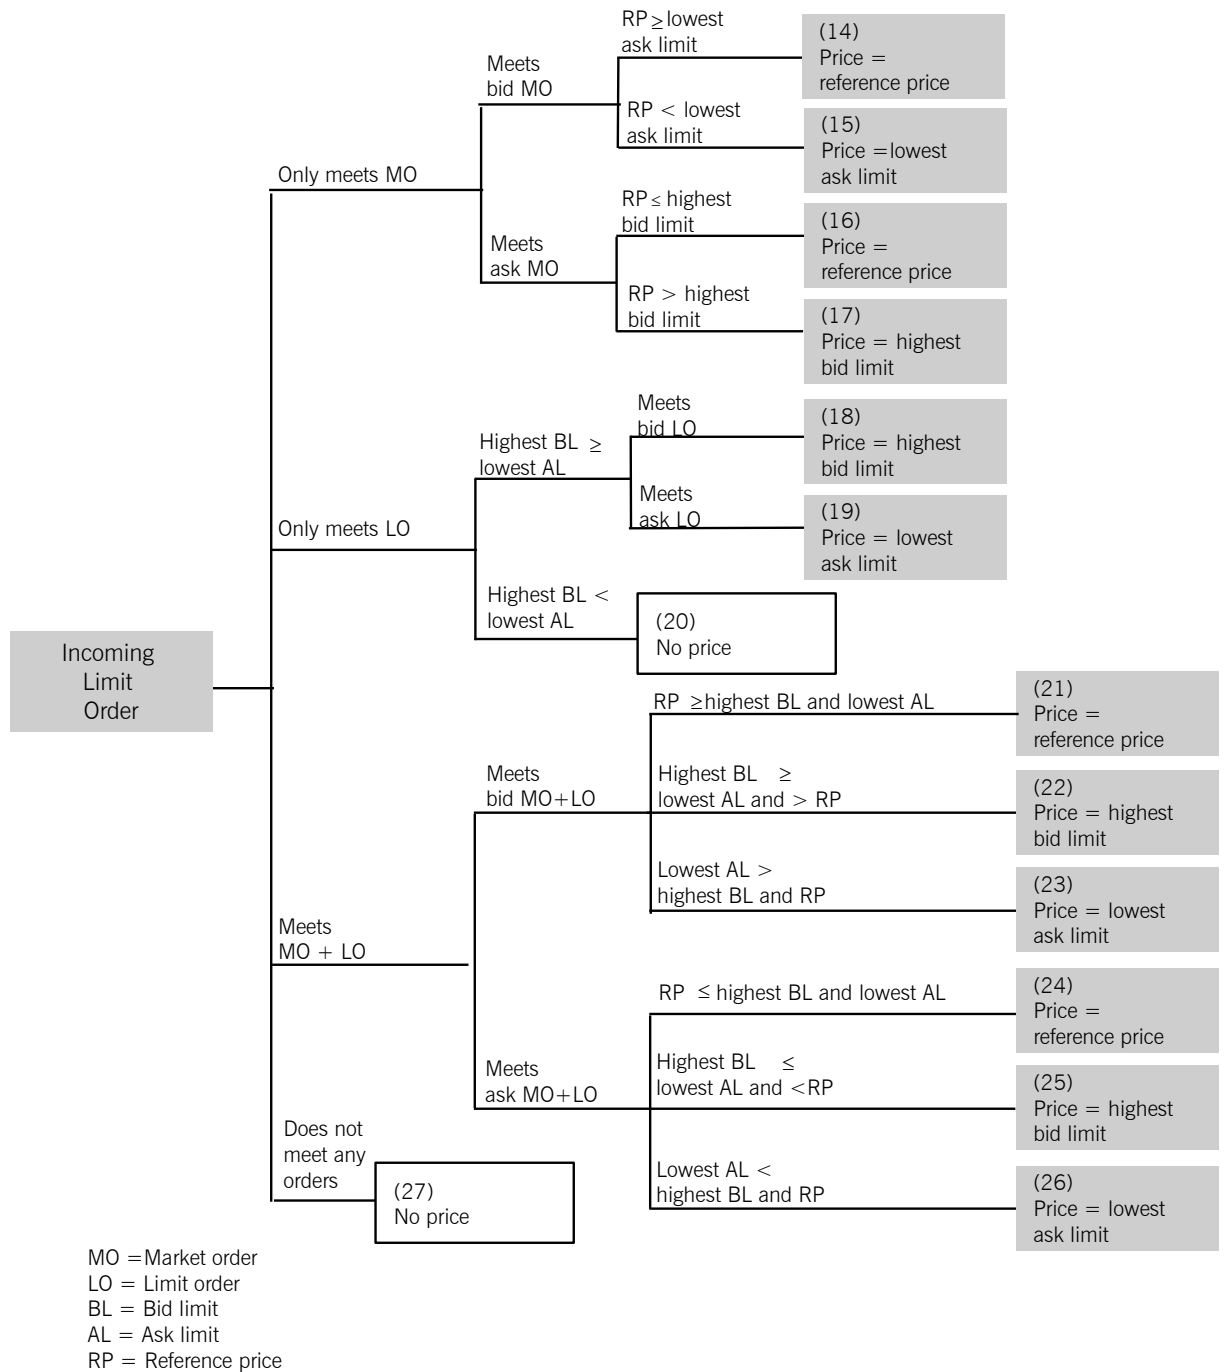 RP ≥ lowest
ask limit
(14)
Price =
reference price
Meets
bid MO
RP < lowest
ask limit
(15)
Price =lowest
ask limit
Only meets MO
RP ≤ highest
bid limit
(16)
Price =
reference price
Meets
ask MO
RP > highest
bid limit
(17)
Price = highest
bid limit
Meets
bid LO
(18)
Price = highest
bid limit
Highest BL ≥
lowest AL
Meets
ask LO
(19)
Price = lowest
ask limit
Only meets LO
Highest BL <
lowest AL
(20)
No price
Incoming
Limit
Order
RP ≥highest BL and lowest AL
(21)
Price =
reference price
Meets
bid MO+LO
Highest BL ≥
lowest AL and > RP
(22)
Price = highest
bid limit
Lowest AL >
highest BL and RP
(23)
Price = lowest
ask limit
Meets
MO + LO
RP ≤ highest BL and lowest AL
(24)
Price =
reference price
Meets
ask MO+LO
Highest BL ≤
lowest AL and <RP
(25)
Price = highest
bid limit
Lowest AL <
highest BL and RP
(26)
Price = lowest
ask limit
Does not
meet any
orders
(27)
No price
MO =Market order
LO = Limit order
BL = Bid limit
AL = Ask limit
RP = Reference price